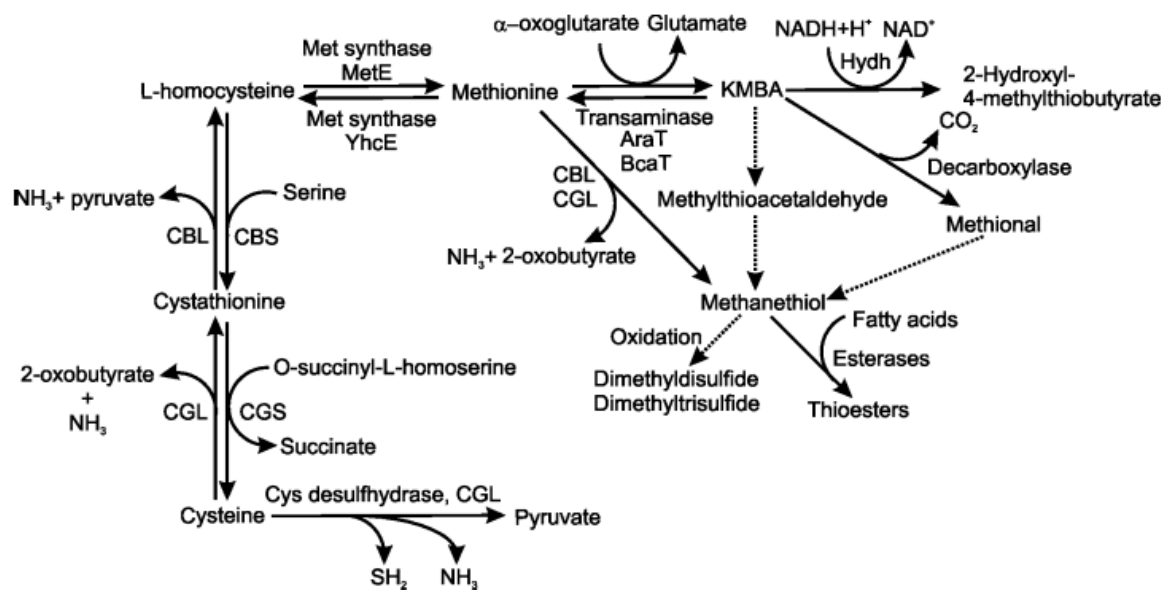 α–oxoglutarate Glutamate
NADH+H⁺ NAD⁺
Hydh
Met synthase
MetE
L-homocysteine
Methionine
KMBA
2-Hydroxyl-
4-methylthiobutyrate
Met synthase
YhcE
Transaminase
AraT
BcaT
CO₂
Decarboxylase
CBL
CGL
NH₃+ pyruvate
Serine
Methylthioacetaldehyde
Methional
CBL
CBS
NH₃+ 2-oxobutyrate
Cystathionine
Methanethiol
Fatty acids
Oxidation
Esterases
2-oxobutyrate
+
NH₃
O-succinyl-L-homoserine
Dimethyldisulfide
Dimethyltrisulfide
Thioesters
CGL
CGS
Succinate
Cys desulfhydrase, CGL
Cysteine
Pyruvate
SH₂
NH₃